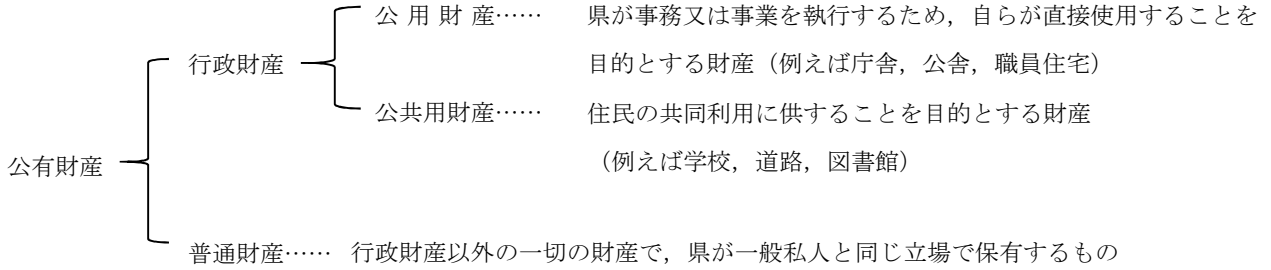 公 用 財 産…… 県が事務又は事業を執行するため，自らが直接使用することを
行政財産 目的とする財産（例えば庁舎，公舎，職員住宅）
公共用財産…… 住民の共同利用に供することを目的とする財産
公有財産 （例えば学校，道路，図書館）
普通財産…… 行政財産以外の一切の財産で，県が一般私人と同じ立場で保有するもの